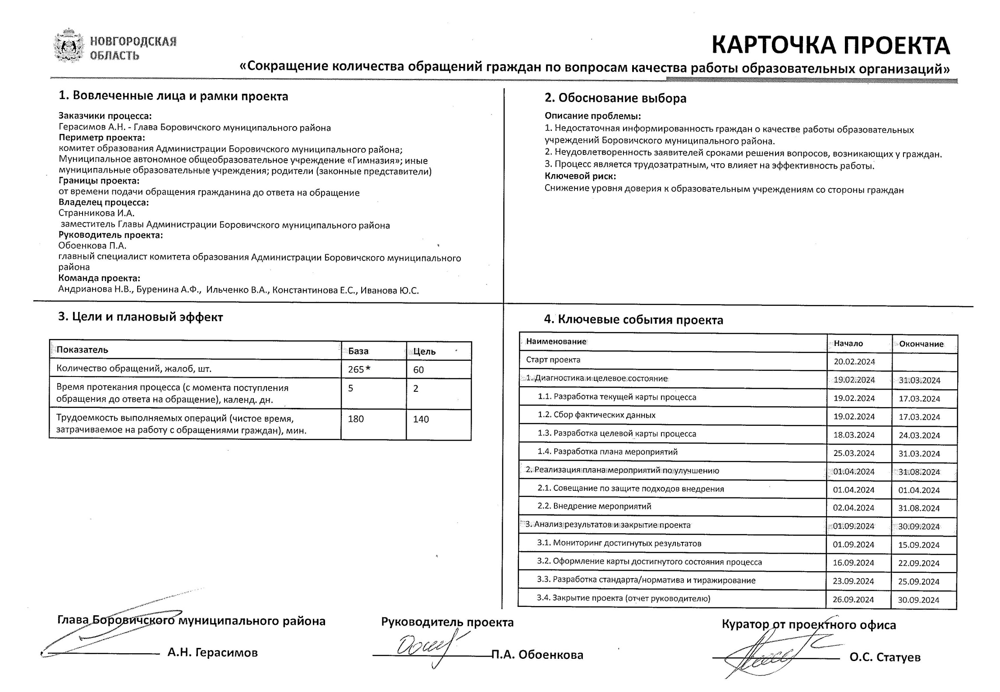 НОВГОРОДСКАЯ
ОБЛАСТЬ
КАРТОЧКА ПРОЕКТА
«Сокращение количества обращений граждан по вопросам качества работы образовательных организаций»
1. Вовлеченные лица и рамки проекта
Заказчики процесса:
Герасимов А.Н. - Глава Боровичского муниципального района
Периметр проекта:
комитет образования Администрации Боровичского муниципального района;
Муниципальное автономное общеобразовательное учреждение «Гимназия»; иные
муниципальные образовательные учреждения; родители (законные представители)
Границы проекта:
от времени подачи обращения гражданина до ответа на обращение
Владелец процесса:
Странникова И.А.
заместитель Главы Администрации Боровичского муниципального района
Руководитель проекта:
Обоенкова П.А.
главный специалист комитета образования Администрации Боровичского муниципального
района
Команда проекта:
Андрианова Н.В., Буренина А.Ф., Ильченко В.А., Константинова Е.С., Иванова Ю.С.
2. Обоснование выбора
Описание проблемы:
1. Недостаточная информированность граждан о качестве работы образовательных
учреждений Боровичского муниципального района.
2. Неудовлетворенность заявителей сроками решения вопросов, возникающих у граждан.
3. Процесс является трудозатратным, что влияет на эффективность работы.
Ключевой риск:
Снижение уровня доверия к образовательным учреждениям со стороны граждан
3. Цели и плановый эффект
Показатель База Цель
Количество обращений, жалоб, шт. 265* 60
Время протекания процесса (с момента поступления 5 2
обращения до ответа на обращение), календ. дн.
Трудоемкость выполняемых операций (чистое время, 180 140
затрачиваемое на работу с обращениями граждан), мин.
4. Ключевые события проекта
Наименование Начало Окончание
Старт проекта 20.02.2024
1. Диагностика и целевое состояние 19.02.2024 31.03.2024
1.1. Разработка текущей карты процесса 19.02.2024 17.03.2024
1.2. Сбор фактических данных 19.02.2024 17.03.2024
1.3. Разработка целевой карты процесса 18.03.2024 24.03.2024
1.4. Разработка плана мероприятий 25.03.2024 31.03.2024
2. Реализация плана мероприятий по улучшению 01.04.2024 31.08.2024
2.1. Совещание по защите подходов внедрения 01.04.2024 01.04.2024
2.2. Внедрение мероприятий 02.04.2024 31.08.2024
3. Анализ результатов и закрытие проекта 01.09.2024 30.09.2024
3.1. Мониторинг достигнутых результатов 01.09.2024 15.09.2024
3.2. Оформление карты достигнутого состояния процесса 16.09.2024 22.09.2024
3.3. Разработка стандарта/норматива и тиражирование 23.09.2024 25.09.2024
3.4. Закрытие проекта (отчет руководителю) 26.09.2024 30.09.2024
Глава Боровичского муниципального района
А.Н. Герасимов
Руководитель проекта
П.А. Обоенкова
Куратор от проектного офиса
О.С. Статуев